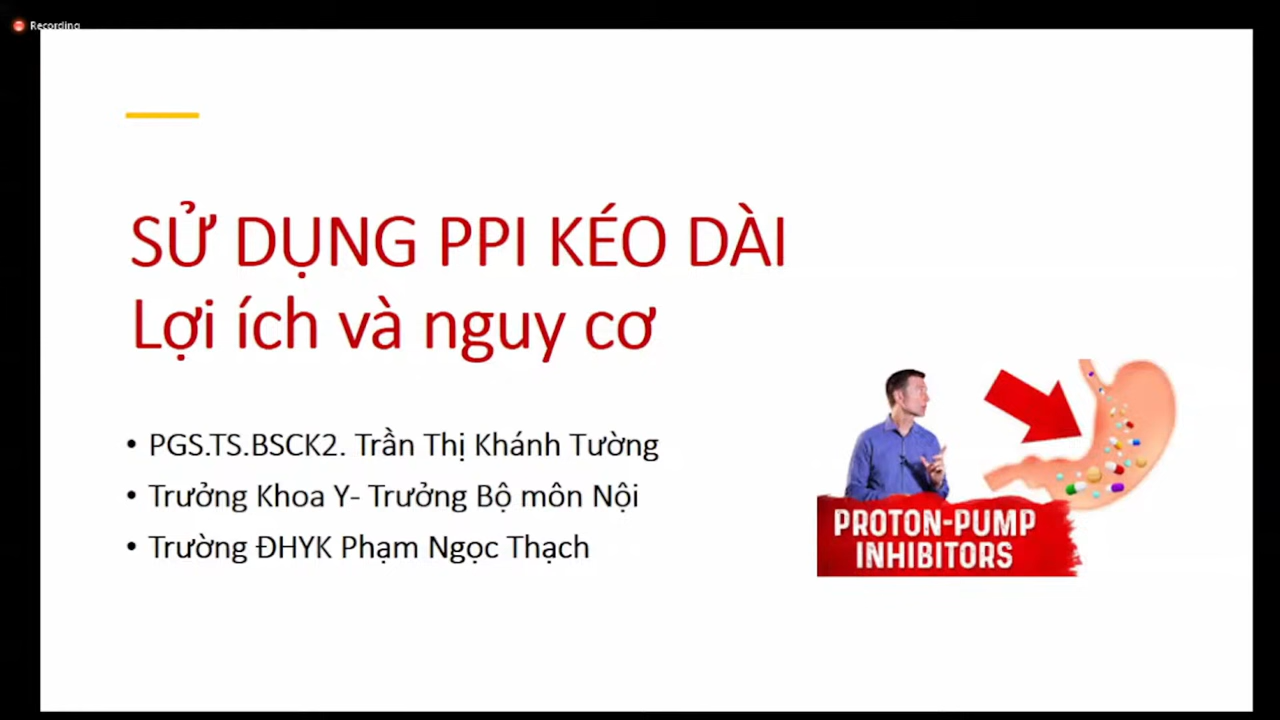 Recording
SỬ DỤNG PPI KÉO DÀI
Lợi ích và nguy cơ
• PGS.TS.BSCK2. Trần Thị Khánh Tường
• Trưởng Khoa Y- Trưởng Bộ môn Nội
• Trường ĐHYK Phạm Ngọc Thạch
PROTON-PUMP
INHIBITORS